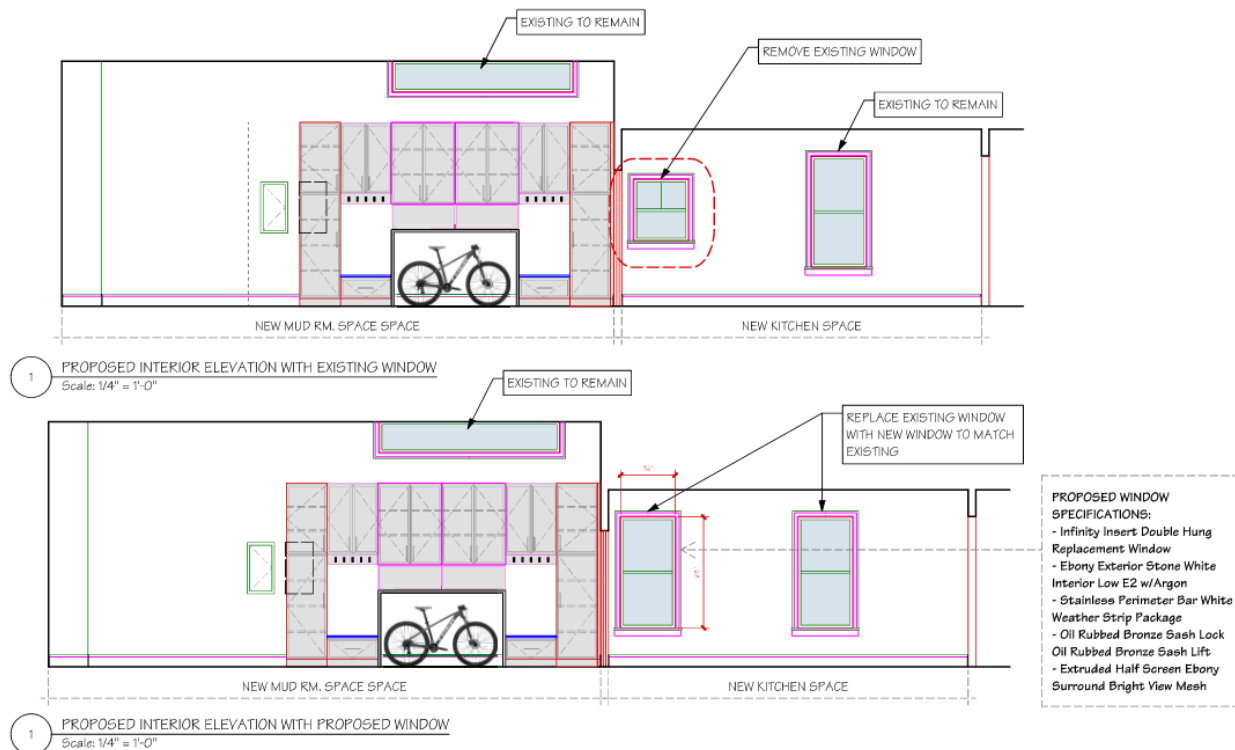 EXISTING TO REMAIN
REMOVE EXISTING WINDOW
EXISTING TO REMAIN
NEW MUD RM. SPACE SPACE
NEW KITCHEN SPACE
1
PROPOSED INTERIOR ELEVATION WITH EXISTING WINDOW
Scale: 1/4" = 1'-0"
EXISTING TO REMAIN
REPLACE EXISTING WINDOW
WITH NEW WINDOW TO MATCH
EXISTING
PROPOSED WINDOW
SPECIFICATIONS:
- Infinity Insert Double Hung
Replacement Window
- Ebony Exterior Stone White
Interior Low E2 w/Argon
- Stainless Perimeter Bar White
Weather Strip Package
- Oil Rubbed Bronze Sash Lock
Oil Rubbed Bronze Sash Lift
- Extruded Half Screen Ebony
Surround Bright View Mesh
NEW MUD RM. SPACE SPACE
NEW KITCHEN SPACE
1
PROPOSED INTERIOR ELEVATION WITH PROPOSED WINDOW
Scale: 1/4" = 1'-0"